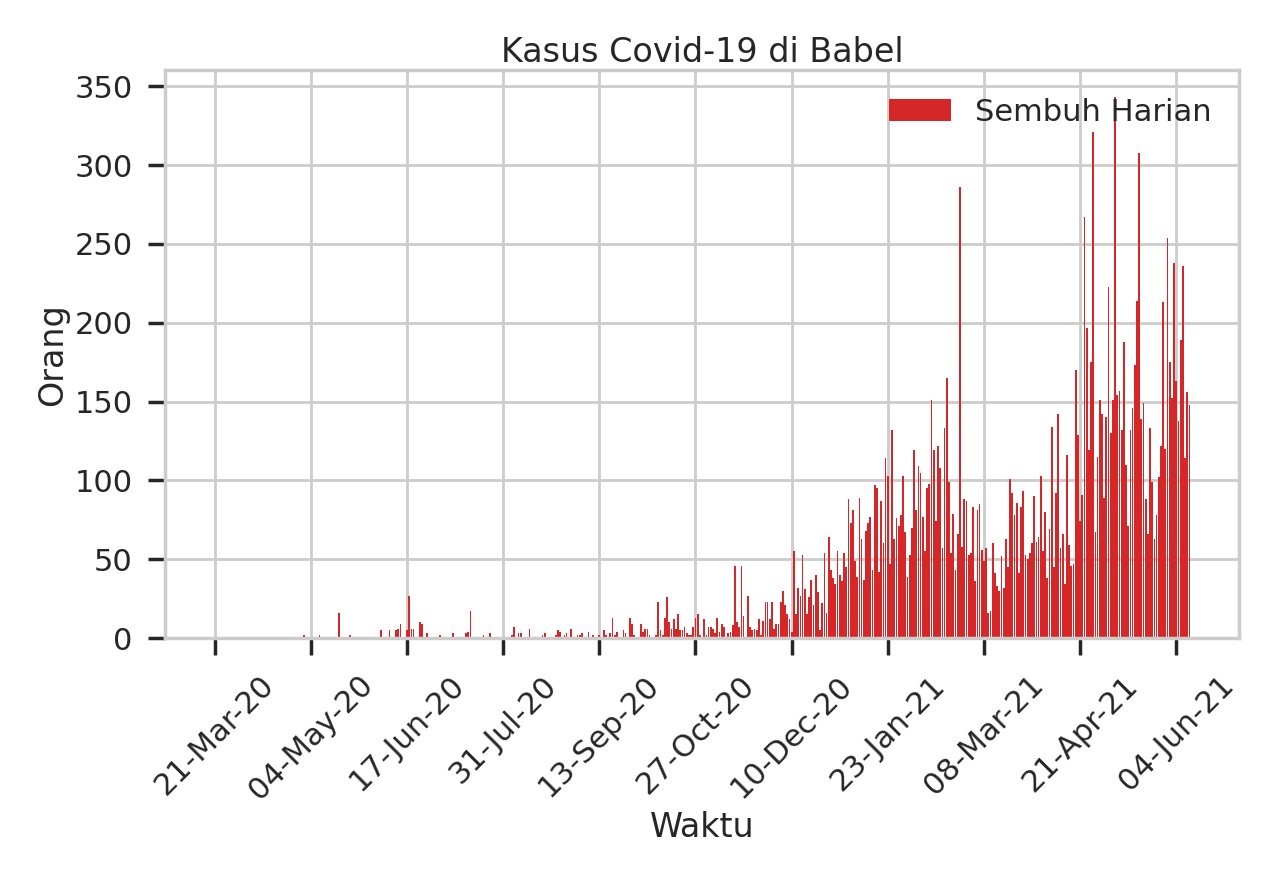 Kasus Covid-19 di Babel
Sembuh Harian
Orang
350
300
250
200
150
100
50
0
21-Mar-20
04-May-20
17-Jun-20
31-Jul-20
13-Sep-20
27-Oct-20
10-Dec-20
23-Jan-21
08-Mar-21
21-Apr-21
04-Jun-21
Waktu